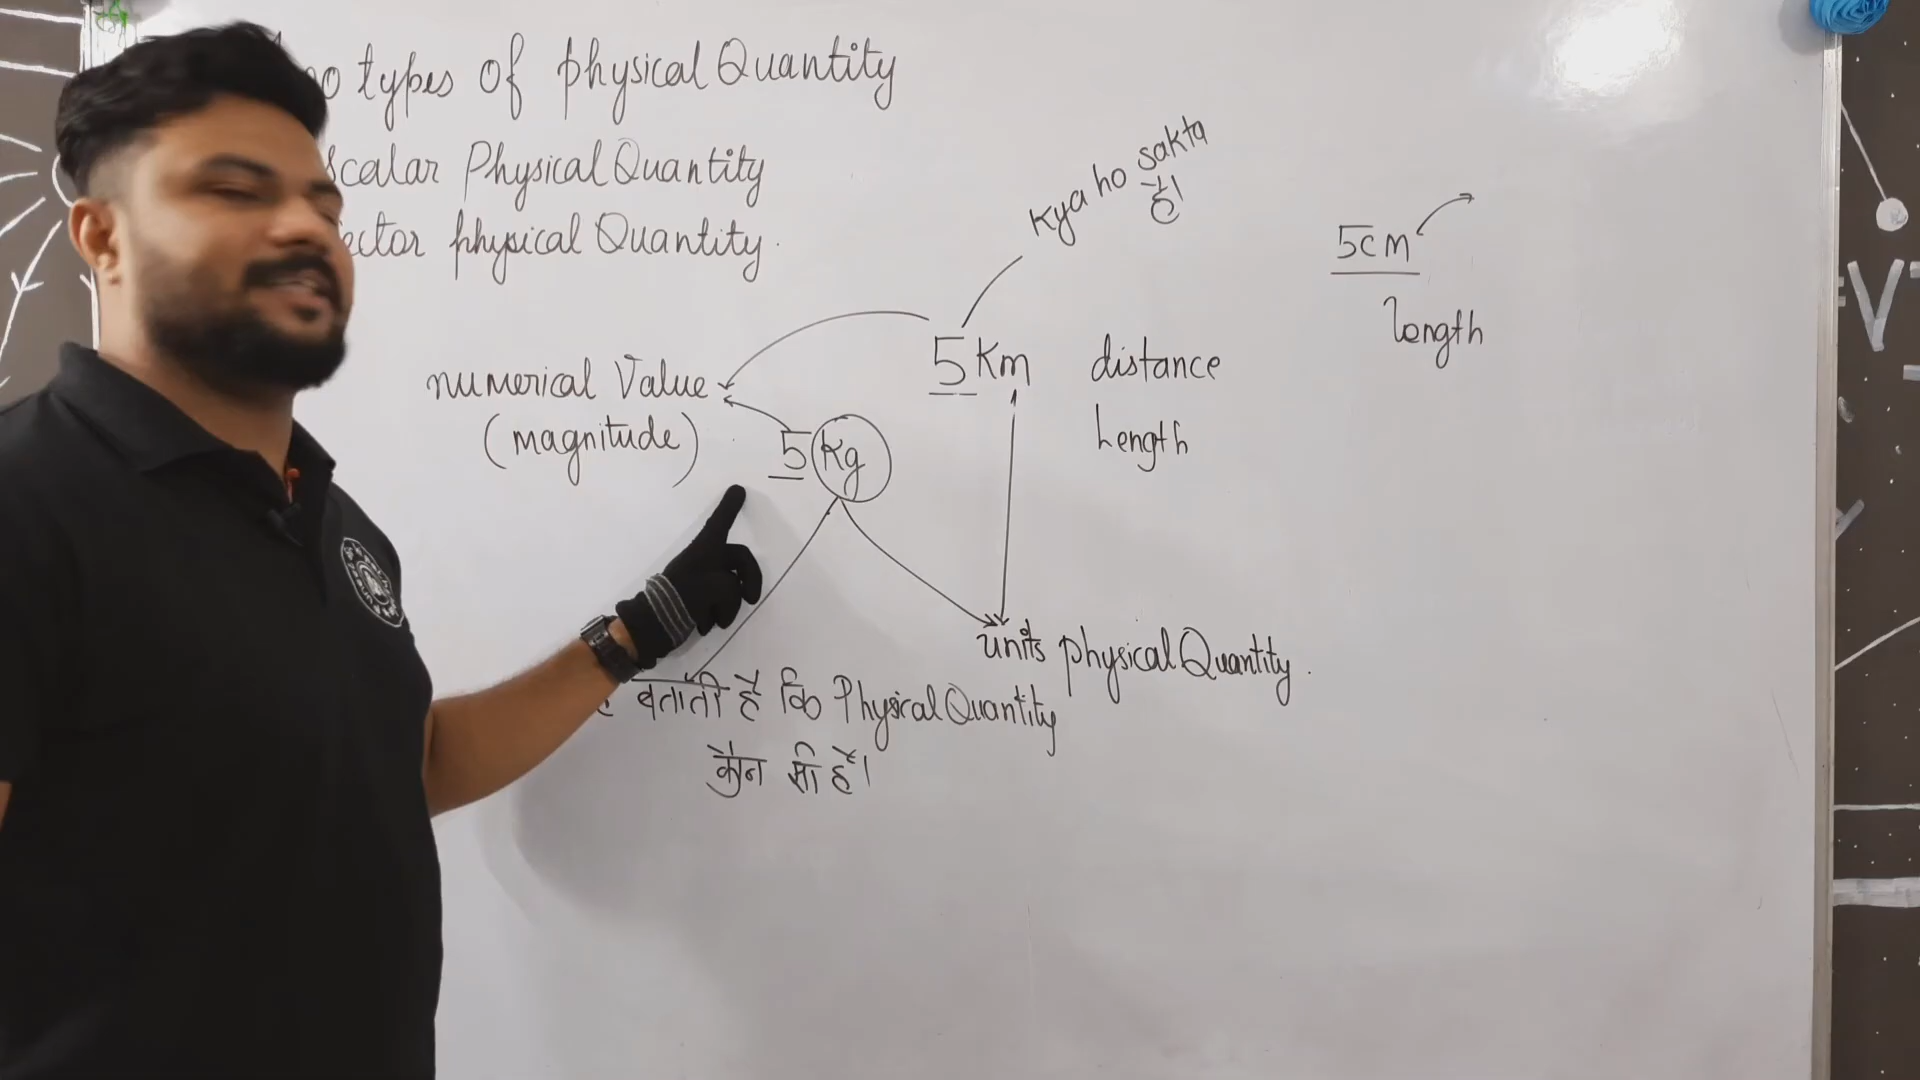 types of physical Quantity
Scalar Physical Quantity
ector physical Quantity.
Kya ho sakta
है।
5cm
length
5 Km distance
Length
numerical Value
(magnitude)
5 Kg
units physical Quantity.
बताती है कि Physical Quantity
कौन सी है।